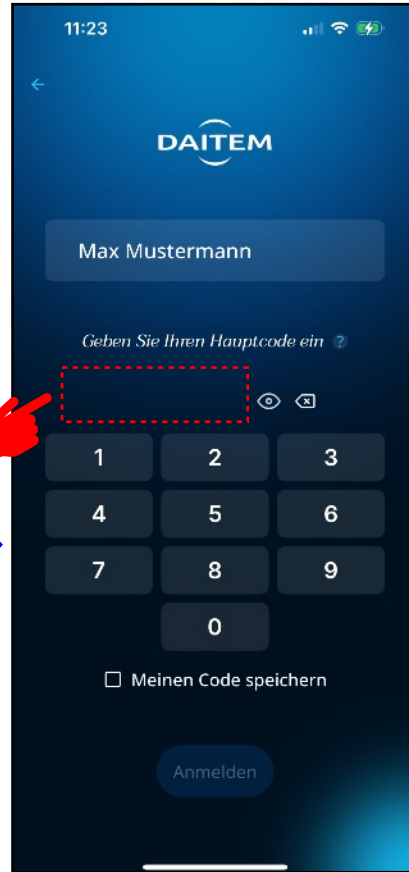 11:23
DAITEM
Max Mustermann
Geben Sie Ihren Hauptcode ein ?
1 2 3
4 5 6
7 8 9
0
Meinen Code speichern
Anmelden